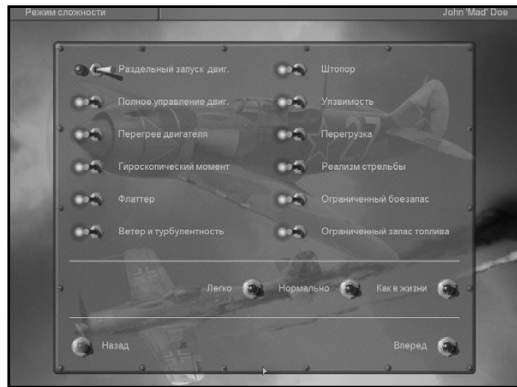 Режим сложности
John 'Mad' Doe
Раздельный запуск двиг.
Штопор
Полное управление двиг.
Уязвимость
Перегрев двигателя
Перегрузка
Гироскопический момент
Реализм стрельбы
Флаттер
Ограниченный боезапас
Ветер и турбулентность
Ограниченный запас топлива
Легко
Нормально
Как в жизни
Назад
Вперед
27